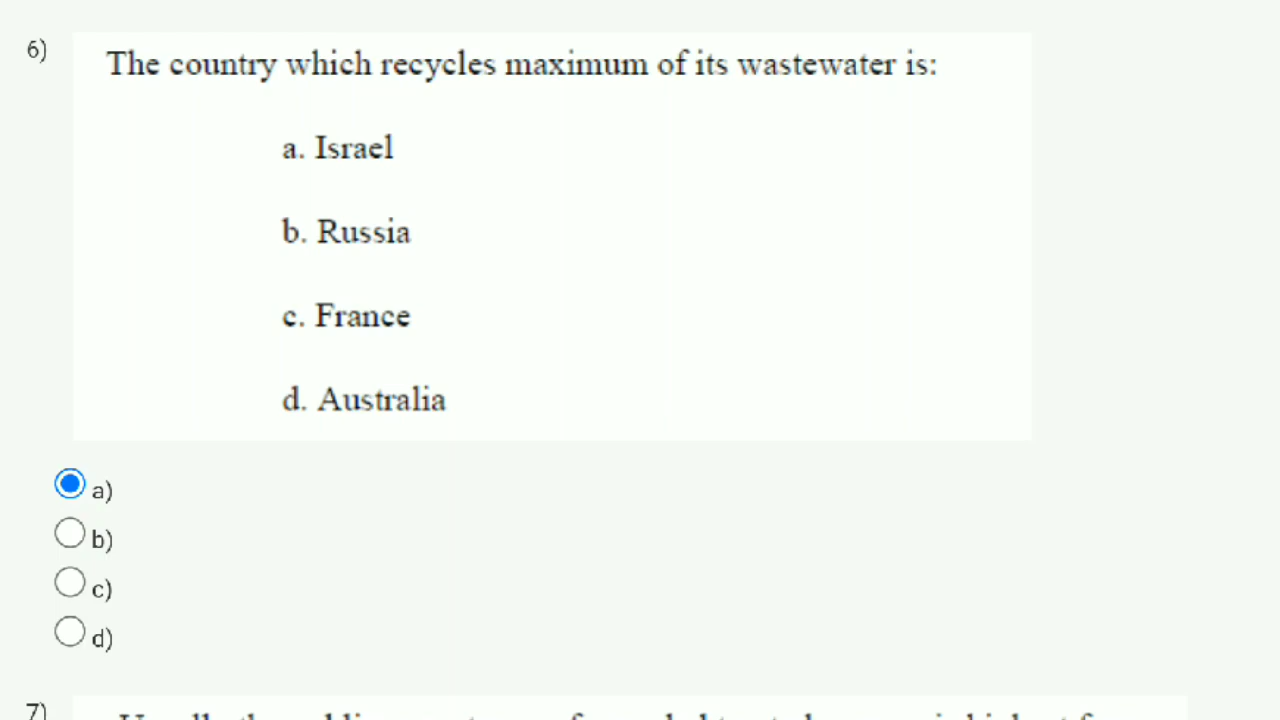 6)
The country which recycles maximum of its wastewater is:
a. Israel
b. Russia
c. France
d. Australia
a)
b)
c)
d)
7)